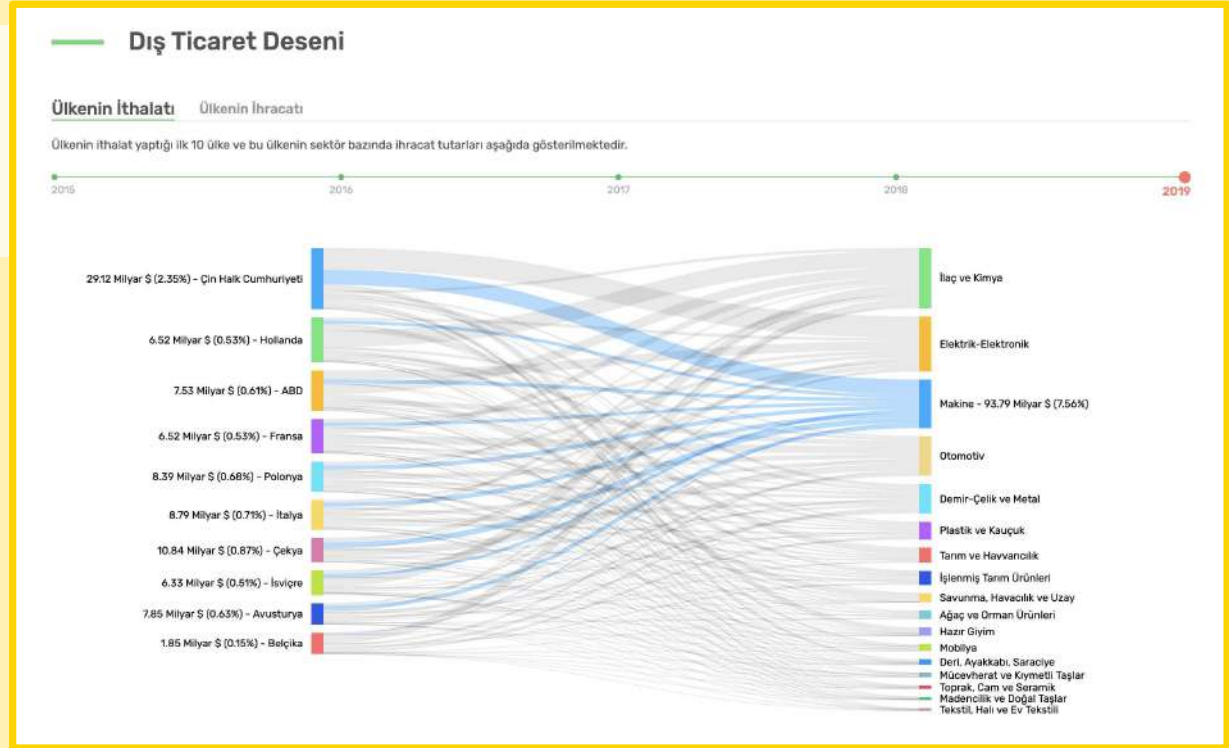 Dış Ticaret Deseni
Ülkenin İthalatı Ülkenin İhracatı
Ülkenin ithalat yaptığı ilk 10 ülke ve bu ülkenin sektör bazında ihracat tutarları aşağıda gösterilmektedir.
2015 2016 2017 2018 2019
29.12 Milyar $ (2.35%) - Çin Halk Cumhuriyeti
6.52 Milyar $ (0.53%) - Hollanda
7.53 Milyar $ (0.61%) - ABD
6.52 Milyar $ (0.53%) - Fransa
8.39 Milyar $ (0.68%) - Polonya
8.79 Milyar $ (0.71%) - İtalya
10.84 Milyar $ (0.87%) - Çekya
6.33 Milyar $ (0.51%) - İsviçre
7.85 Milyar $ (0.63%) - Avusturya
1.85 Milyar $ (0.15%) - Belçika
İlaç ve Kimya
Elektrik-Elektronik
Makine - 93.79 Milyar $ (7.56%)
Otomotiv
Demir-Çelik ve Metal
Plastik ve Kauçuk
Tarım ve Hayvancılık
İşlenmiş Tarım Ürünleri
Savunma, Havacılık ve Uzay
Ağaç ve Orman Ürünleri
Hazır Giyim
Mobilya
Deri, Ayakkabı, Saraciye
Mücevherat ve Kıymetli Taşlar
Toprak, Cam ve Seramik
Madencilik ve Doğal Taşlar
Tekstil, Halı ve Ev Tekstili